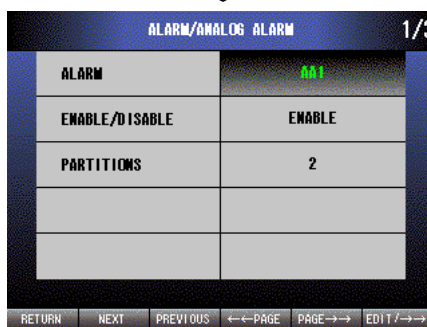 ALARM/ANALOG ALARM 1/3
ALARM AA1
ENABLE/DISABLE ENABLE
PARTITIONS 2
RETURN NEXT PREVIOUS ←←PAGE PAGE→→ EDIT/→→